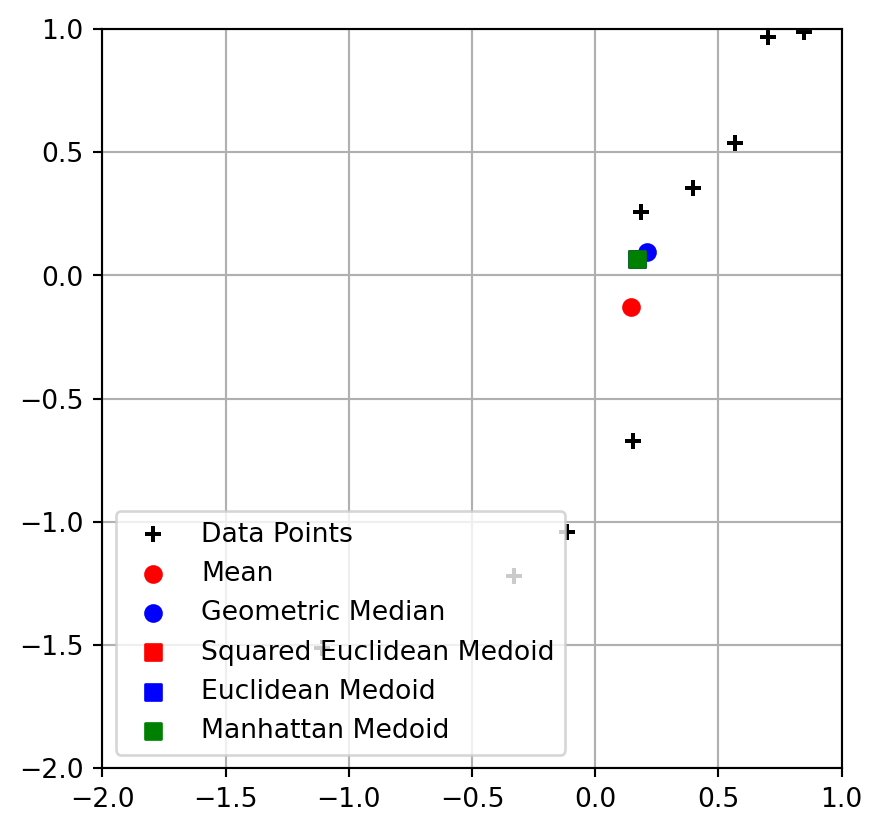 1.0
0.5
0.0
−0.5
−1.0
−1.5
−2.0
Data Points
Mean
Geometric Median
Squared Euclidean Medoid
Euclidean Medoid
Manhattan Medoid
−2.0 −1.5 −1.0 −0.5 0.0 0.5 1.0